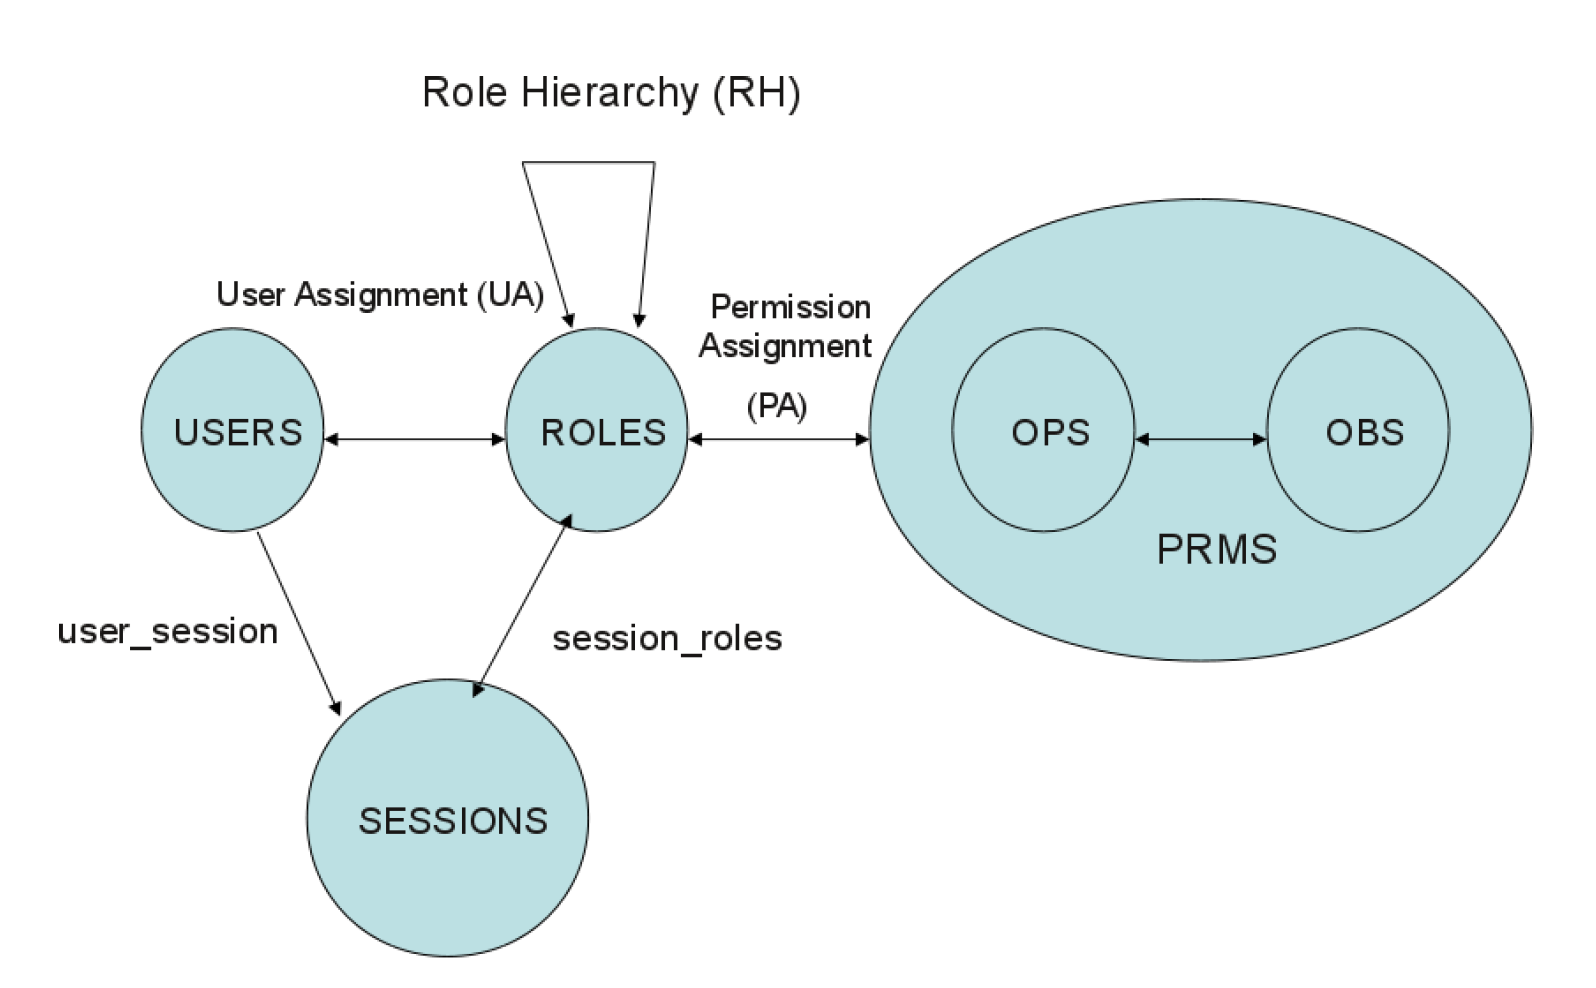 Role Hierarchy (RH)
User Assignment (UA)
Permission
Assignment
(PA)
USERS
ROLES
OPS
OBS
PRMS
user_session
session_roles
SESSIONS